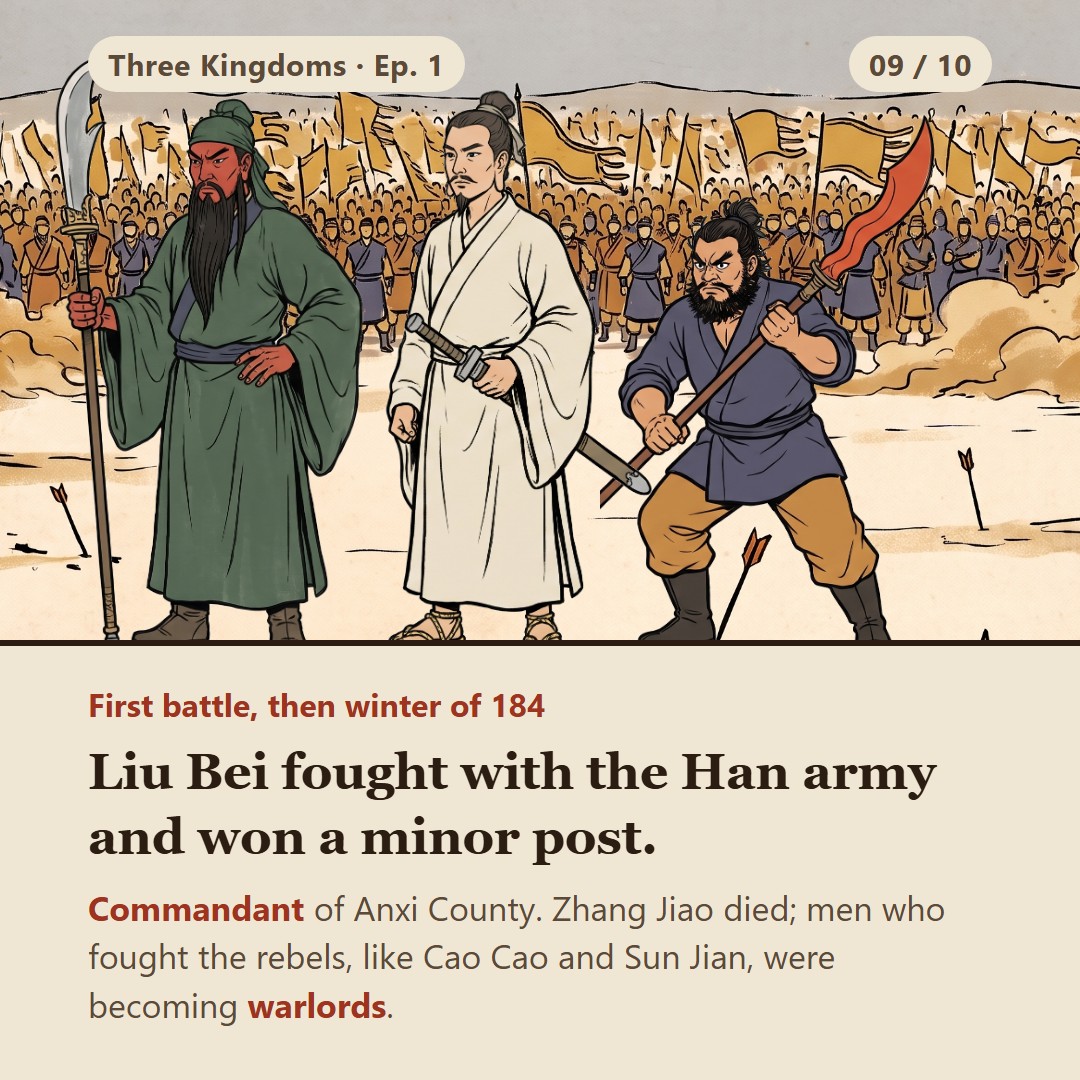 Three Kingdoms · Ep. 1
09 / 10
First battle, then winter of 184
Liu Bei fought with the Han army
and won a minor post.
Commandant of Anxi County. Zhang Jiao died; men who
fought the rebels, like Cao Cao and Sun Jian, were
becoming warlords.